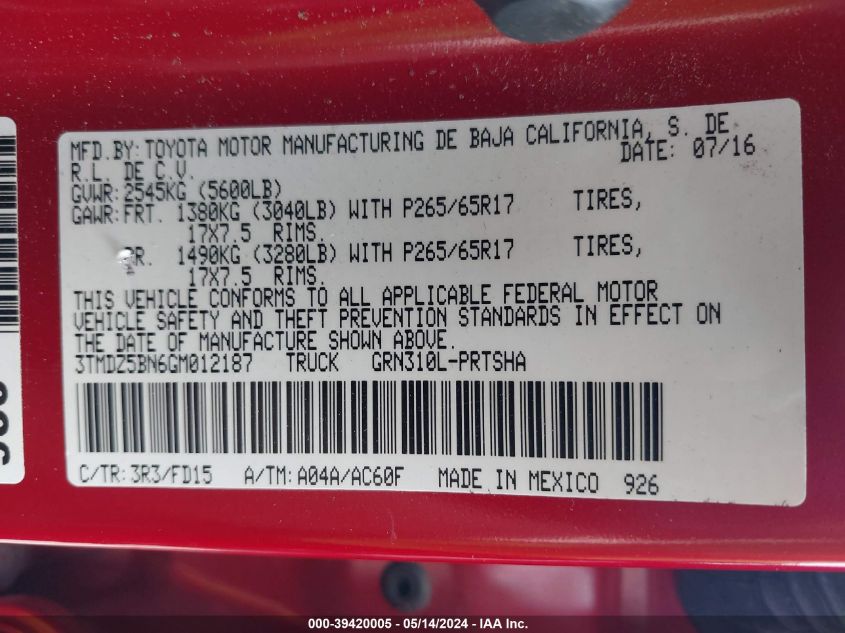 MFD.BY:TOYOTA MOTOR MANUFACTURING DE BAJA CALIFORNIA, S. DE
R.L. DE C.V. DATE: 07/16
GVWR:2545KG (5600LB)
GAWR:FRT. 1380KG (3040LB) WITH P265/65R17 TIRES,
17X7.5 RIMS.
RR. 1490KG (3280LB) WITH P265/65R17 TIRES,
17X7.5 RIMS.
THIS VEHICLE CONFORMS TO ALL APPLICABLE FEDERAL MOTOR
VEHICLE SAFETY AND THEFT PREVENTION STANDARDS IN EFFECT ON
THE DATE OF MANUFACTURE SHOWN ABOVE.
3TMDZ5BN6GM012187 TRUCK GRN310L-PRTSHA
C/TR:3R3/FD15 A/TM:A04A/AC60F MADE IN MEXICO 926
000-39420005 - 05/14/2024 - IAA Inc.